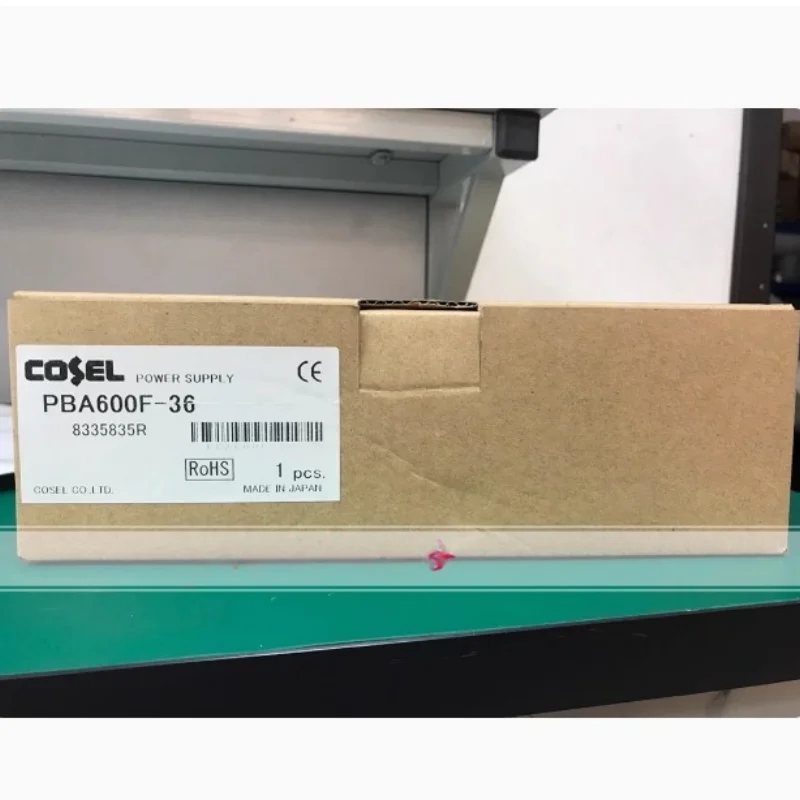 COSEL POWER SUPPLY CE
PBA600F-36
8335835R
RoHS 1 pcs.
COSEL CO.,LTD. MADE IN JAPAN